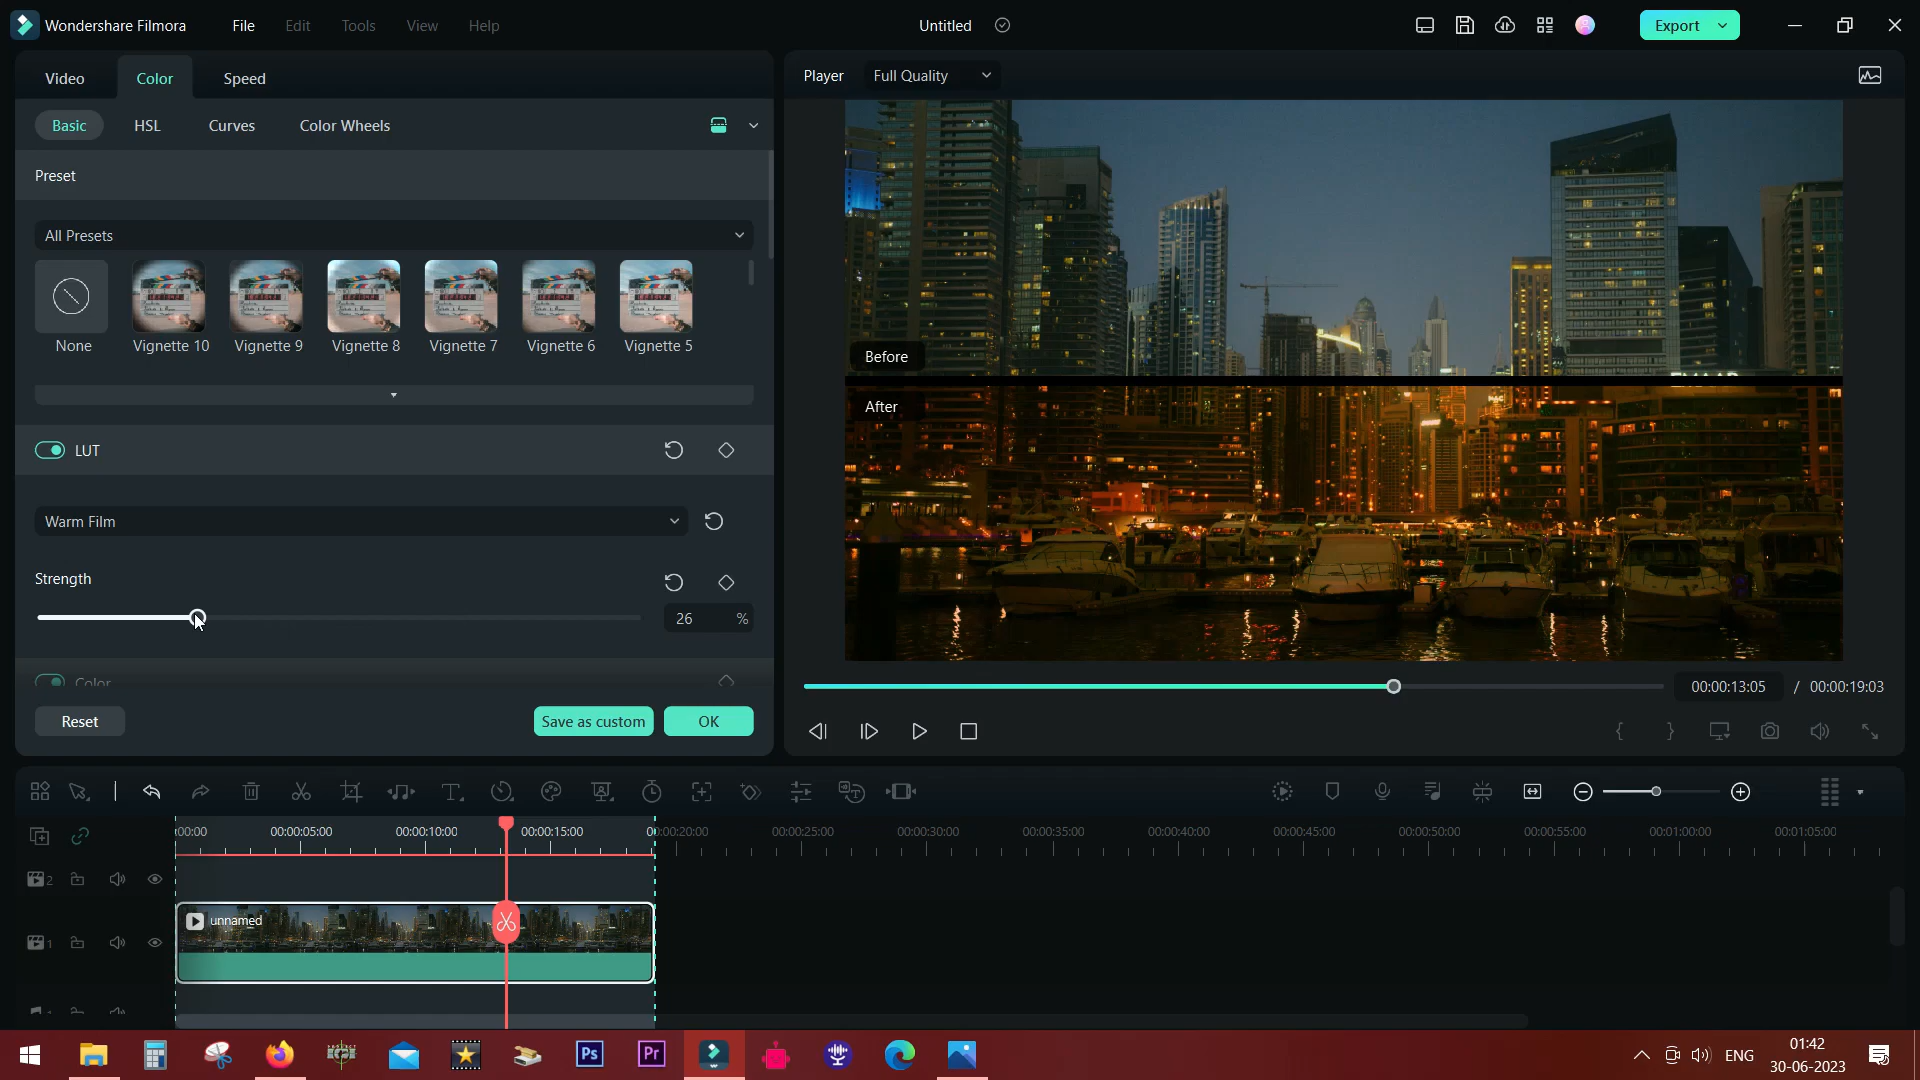 Wondershare Filmora File Edit Tools View Help Untitled Export
Video Color Speed
Player Full Quality
Basic HSL Curves Color Wheels
Preset
All Presets
None Vignette 10 Vignette 9 Vignette 8 Vignette 7 Vignette 6 Vignette 5
Before
After
LUT
Warm Film
Strength
26 %
Color
Reset Save as custom OK
00:00:13:05 / 00:00:19:03
:00:00 00:00:05:00 00:00:10:00 00:00:15:00 00:00:20:00 00:00:25:00 00:00:30:00 00:00:35:00 00:00:40:00 00:00:45:00 00:00:50:00 00:00:55:00 00:01:00:00 00:01:05:00
2
unnamed
1
Ps Pr
ENG
01:42
30-06-2023